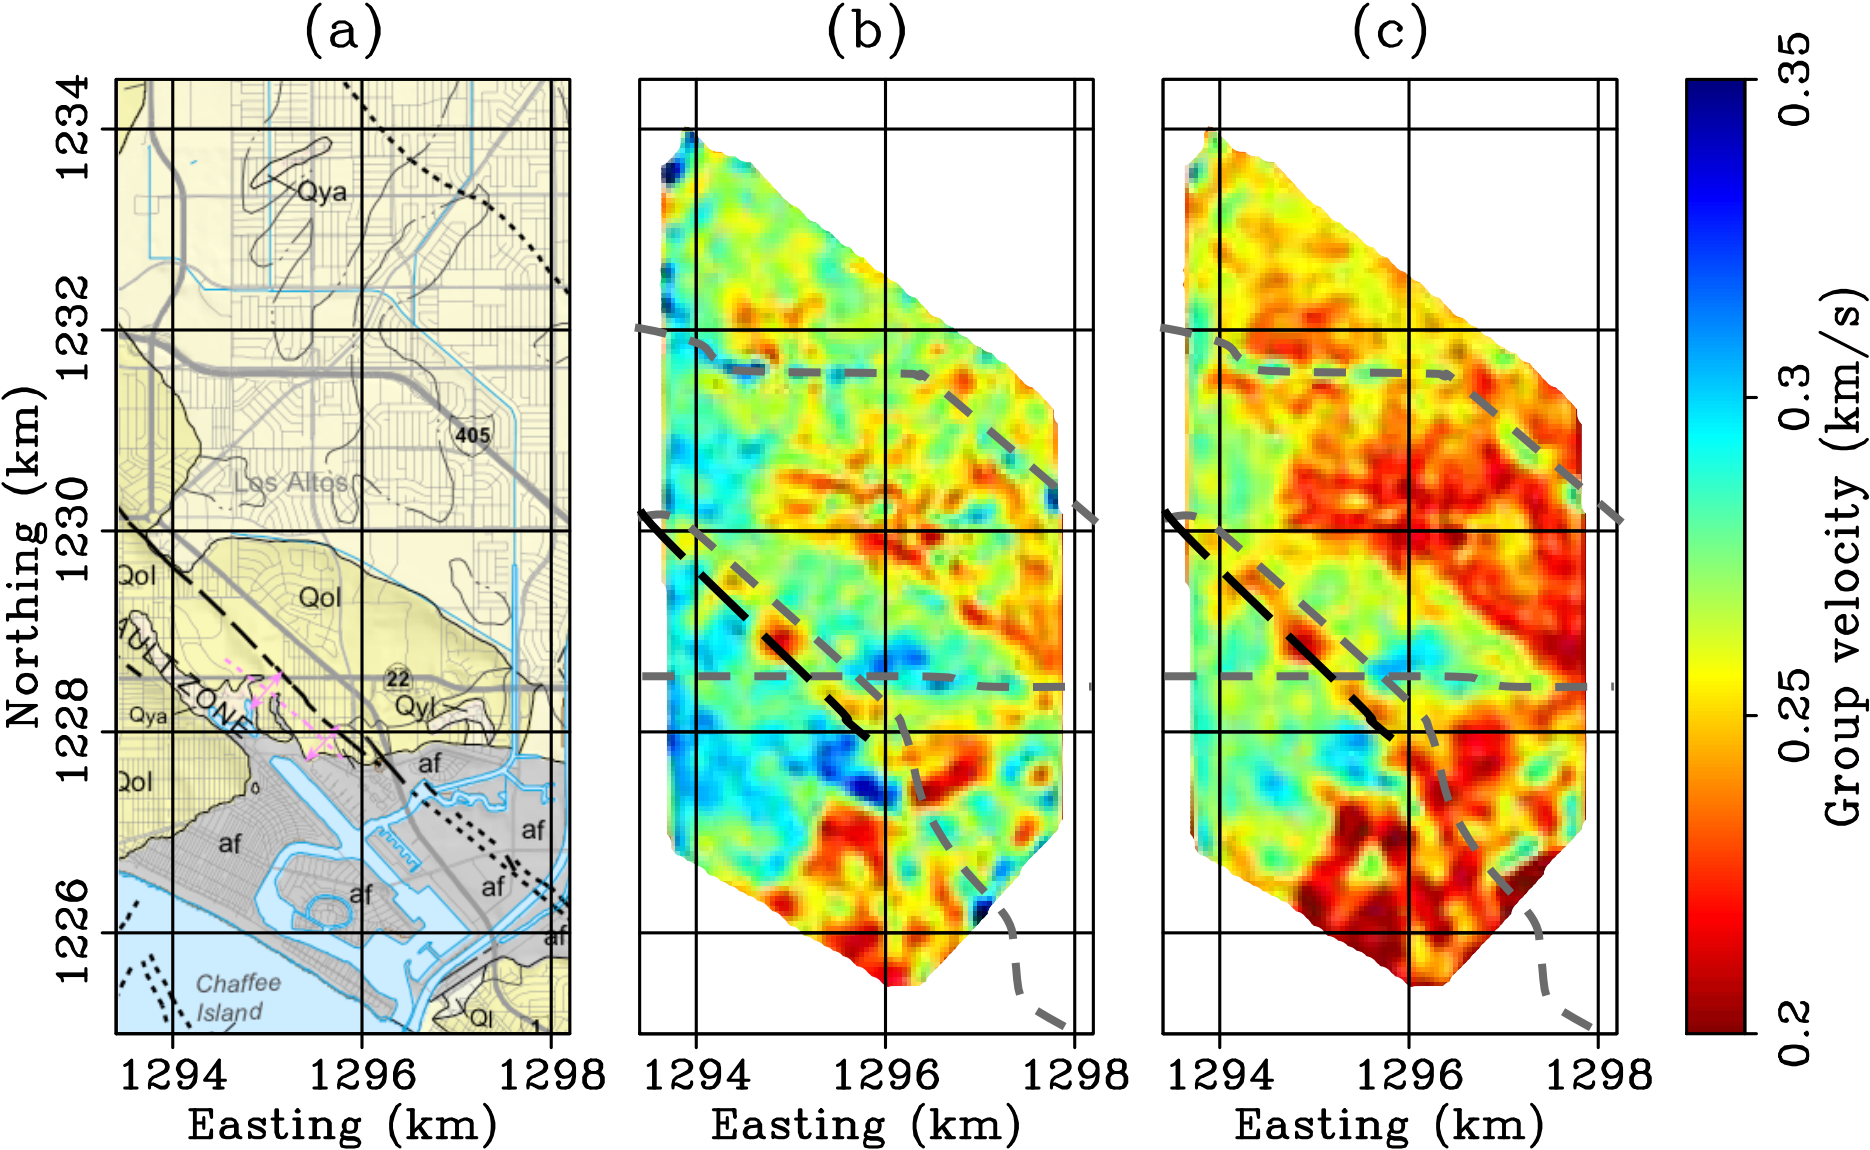 (a)
(b)
(c)
Northing (km)
1234
1232
1230
1228
1226
Qya
405
Los Altos
Qol
Qol
AULT ZONE
22
Qya
Qyl
Qol
af
af
af
af
af
af
Chaffee
Island
Ql
1
1294
1296
1298
Easting (km)
1294
1296
1298
Easting (km)
1294
1296
1298
Easting (km)
0.35
0.3
0.25
0.2
Group velocity (km/s)